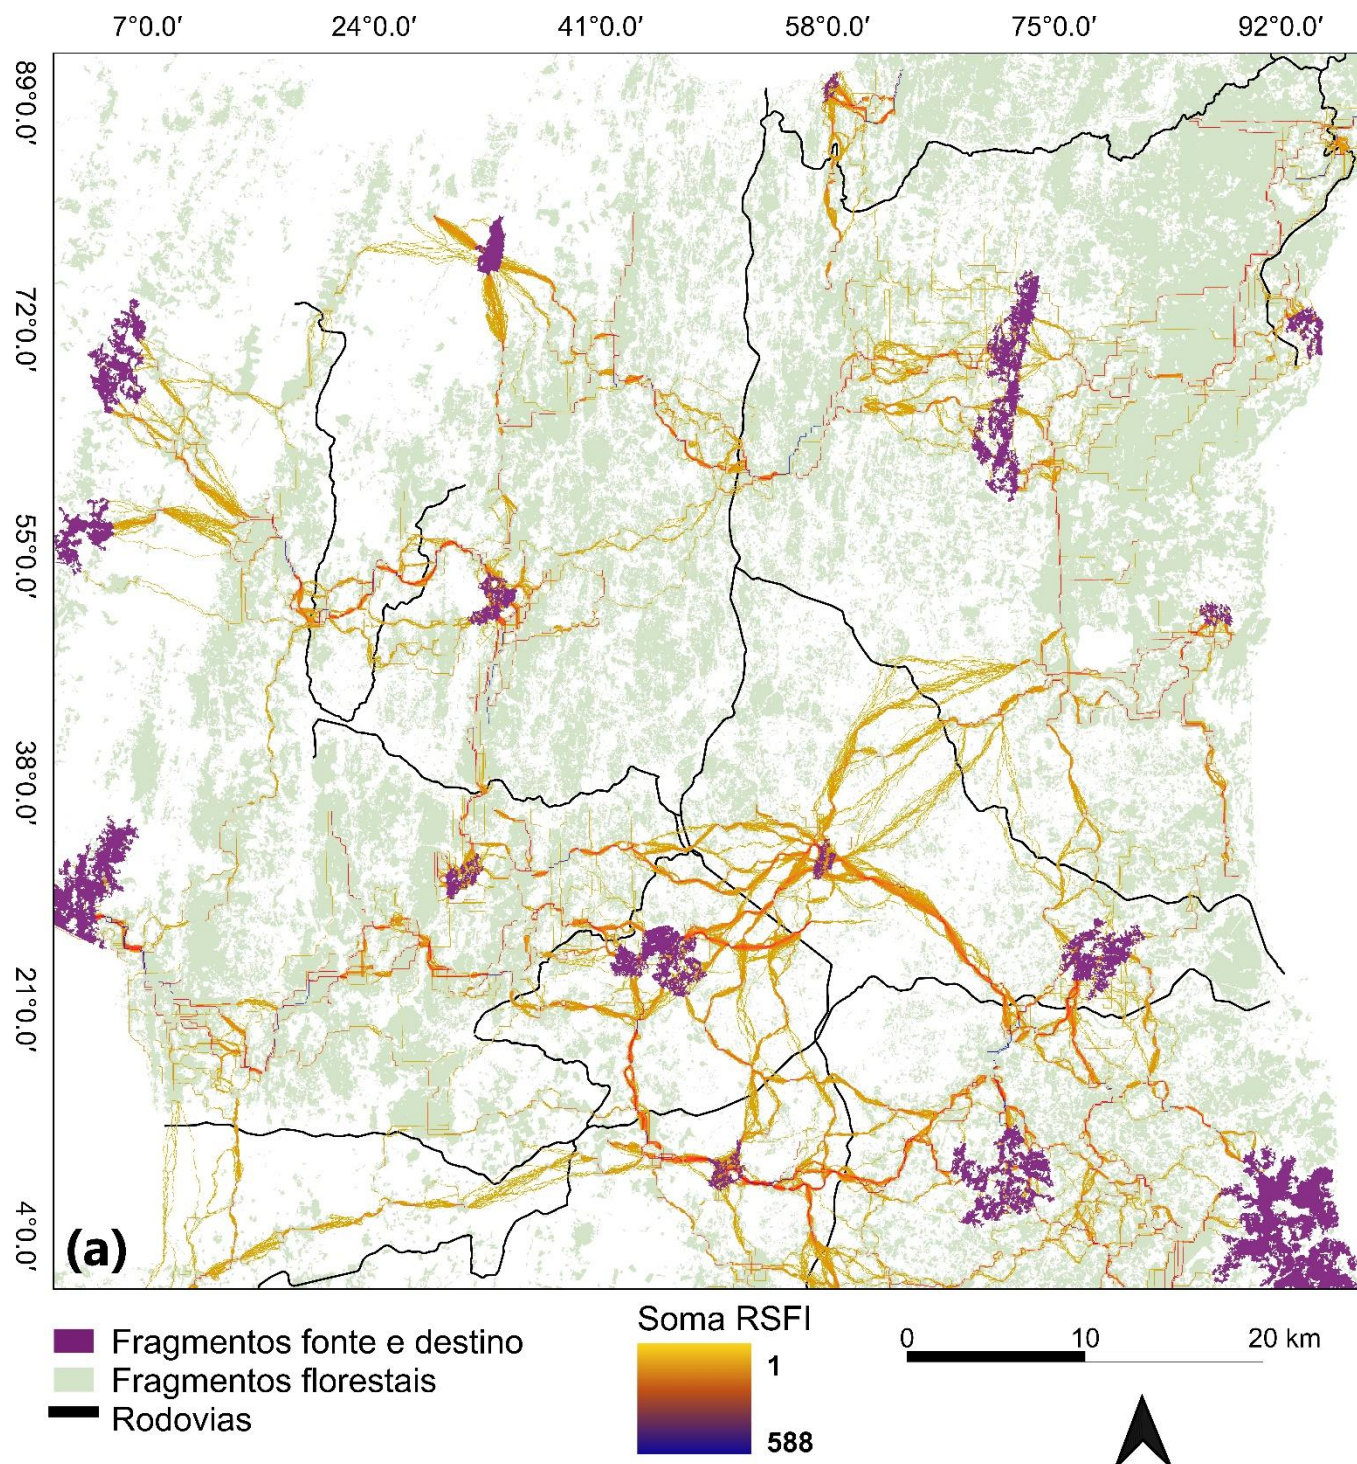 7°0.0′ 24°0.0′ 41°0.0′ 58°0.0′ 75°0.0′ 92°0.0′
89°0.0′
72°0.0′
55°0.0′
38°0.0′
21°0.0′
4°0.0′
(a)
Fragmentos fonte e destino
Fragmentos florestais
Rodovias
Soma RSFI
1
588
0 10 20 km